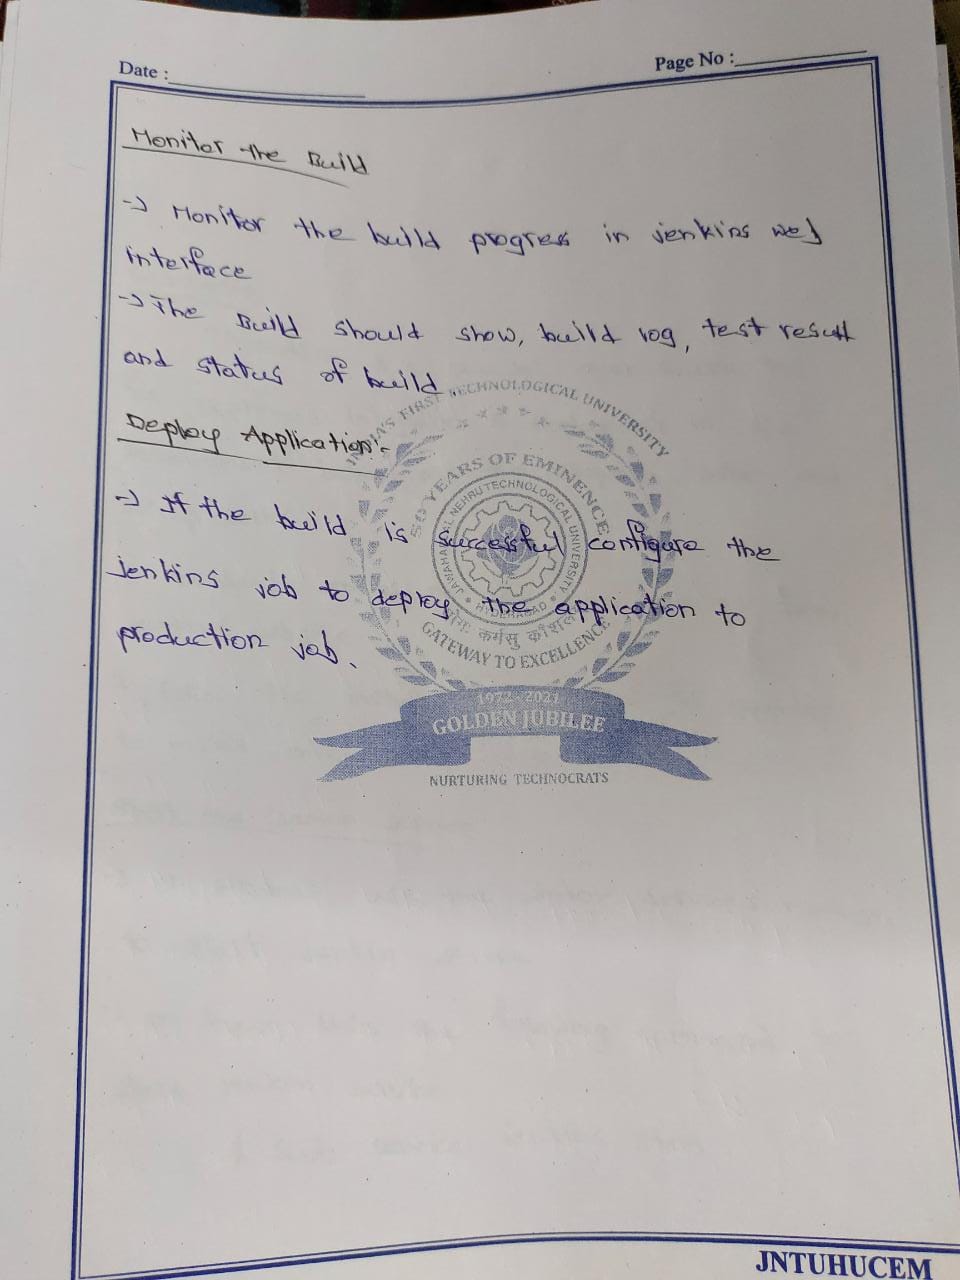 Date :
Page No :
Monitor the Build
-> Monitor the build progress in jenkins web
interface
-> The Build should show, build log, test result
and status of build.
Deploy Application:-
-> If the build is successful configure the
jenkins job to deploy the application to
production job.
INDIA'S FIRST TECHNOLOGICAL UNIVERSITY
50 YEARS OF EMINENCE
JAWAHARLAL NEHRU TECHNOLOGICAL UNIVERSITY
HYDERABAD
योगः कर्मसु कौशलम्
GATEWAY TO EXCELLENCE
1972-2021
GOLDEN JUBILEE
NURTURING TECHNOCRATS
JNTUHUCEM